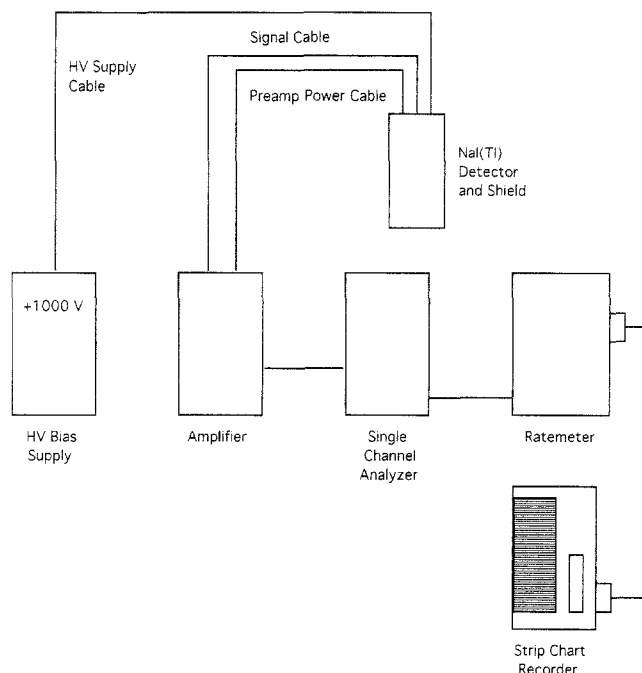 Signal Cable
HV Supply
Cable
Preamp Power Cable
NaI(Tl)
Detector
and Shield
+1000 V
HV Bias
Supply
Amplifier
Single
Channel
Analyzer
Ratemeter
Strip Chart
Recorder